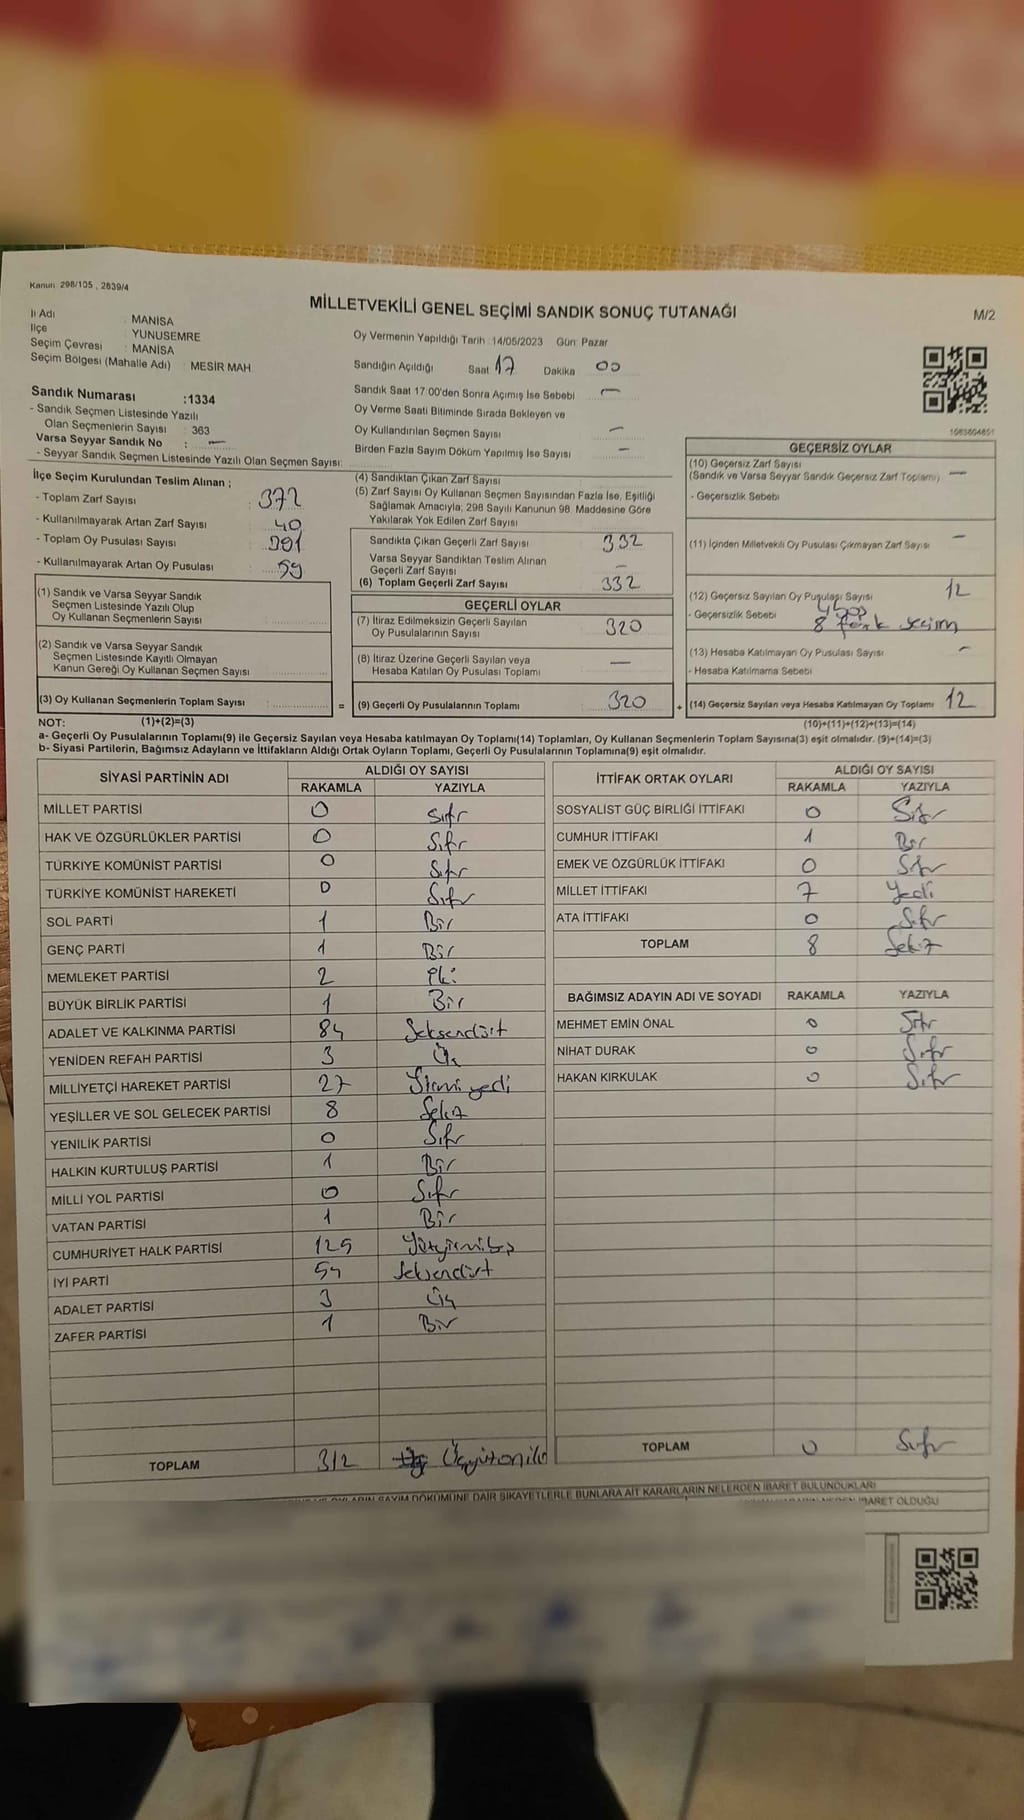 Kanun 298/105 , 2839/4
MİLLETVEKİLİ GENEL SEÇİMİ SANDIK SONUÇ TUTANAĞI
M/2
İl Adı : MANİSA
İlçe : YUNUSEMRE
Seçim Çevresi : MANİSA
Seçim Bölgesi (Mahalle Adı) : MESİR MAH.
Sandık Numarası :1334
- Sandık Seçmen Listesinde Yazılı
Olan Seçmenlerin Sayısı : 363
Varsa Seyyar Sandık No : —
- Seyyar Sandık Seçmen Listesinde Yazılı Olan Seçmen Sayısı:
Oy Vermenin Yapıldığı Tarih :14/05/2023 Gün: Pazar
Sandığın Açıldığı Saat 17 Dakika 00
Sandık Saat 17:00'den Sonra Açımış İse Sebebi —
Oy Verme Saati Bitiminde Sırada Bekleyen ve
Oy Kullandırılan Seçmen Sayısı —
Birden Fazla Sayım Döküm Yapılmış İse Sayısı —
1083804851
İlçe Seçim Kurulundan Teslim Alınan ;
- Toplam Zarf Sayısı : 372
- Kullanılmayarak Artan Zarf Sayısı : 40
- Toplam Oy Pusulası Sayısı : 391
- Kullanılmayarak Artan Oy Pusulası : 59
(1) Sandık ve Varsa Seyyar Sandık
Seçmen Listesinde Yazılı Olup
Oy Kullanan Seçmenlerin Sayısı :
(2) Sandık ve Varsa Seyyar Sandık
Seçmen Listesinde Kayıtlı Olmayan
Kanun Gereği Oy Kullanan Seçmen Sayısı :
(3) Oy Kullanan Seçmenlerin Toplam Sayısı :
(4) Sandıktan Çıkan Zarf Sayısı
(5) Zarf Sayısı Oy Kullanan Seçmen Sayısından Fazla İse, Eşitliği
Sağlamak Amacıyla, 298 Sayılı Kanunun 98. Maddesine Göre
Yakılarak Yok Edilen Zarf Sayısı
Sandıkta Çıkan Geçerli Zarf Sayısı 332
Varsa Seyyar Sandıktan Teslim Alınan
Geçerli Zarf Sayısı —
(6) Toplam Geçerli Zarf Sayısı 332
GEÇERLİ OYLAR
(7) İtiraz Edilmeksizin Geçerli Sayılan
Oy Pusulalarının Sayısı 320
(8) İtiraz Üzerine Geçerli Sayılan veya
Hesaba Katılan Oy Pusulası Toplamı —
= (9) Geçerli Oy Pusulalarının Toplamı 320
GEÇERSİZ OYLAR
(10) Geçersiz Zarf Sayısı
(Sandık ve Varsa Seyyar Sandık Geçersiz Zarf Toplamı) —
- Geçersizlik Sebebi
(11) İçinden Milletvekili Oy Pusulası Çıkmayan Zarf Sayısı —
(12) Geçersiz Sayılan Oy Pusulası Sayısı 12
- Geçersizlik Sebebi 4 boş
8 fark seçim
(13) Hesaba Katılmayan Oy Pusulası Sayısı —
- Hesaba Katılmama Sebebi
+ (14) Geçersiz Sayılan veya Hesaba Katılmayan Oy Toplamı 12
NOT: (1)+(2)=(3)
(10)+(11)+(12)+(13)=(14)
a- Geçerli Oy Pusulalarının Toplamı(9) ile Geçersiz Sayılan veya Hesaba katılmayan Oy Toplamı(14) Toplamları, Oy Kullanan Seçmenlerin Toplam Sayısına(3) eşit olmalıdır. (9)+(14)=(3)
b- Siyasi Partilerin, Bağımsız Adayların ve İttifakların Aldığı Ortak Oyların Toplamı, Geçerli Oy Pusulalarının Toplamına(9) eşit olmalıdır.
SİYASİ PARTİNİN ADI ALDIĞI OY SAYISI
RAKAMLA YAZIYLA
MİLLET PARTİSİ 0 Sıfır
HAK VE ÖZGÜRLÜKLER PARTİSİ 0 Sıfır
TÜRKİYE KOMÜNİST PARTİSİ 0 Sıfır
TÜRKİYE KOMÜNİST HAREKETİ 0 Sıfır
SOL PARTİ 1 Bir
GENÇ PARTİ 1 Bir
MEMLEKET PARTİSİ 2 İki
BÜYÜK BİRLİK PARTİSİ 1 Bir
ADALET VE KALKINMA PARTİSİ 84 Seksendört
YENİDEN REFAH PARTİSİ 3 Üç
MİLLİYETÇİ HAREKET PARTİSİ 27 Yirmi yedi
YEŞİLLER VE SOL GELECEK PARTİSİ 8 Sekiz
YENİLİK PARTİSİ 0 Sıfır
HALKIN KURTULUŞ PARTİSİ 1 Bir
MİLLİ YOL PARTİSİ 0 Sıfır
VATAN PARTİSİ 1 Bir
CUMHURİYET HALK PARTİSİ 125 Yüzyirmibeş
İYİ PARTİ 54 Seksendört
ADALET PARTİSİ 3 Üç
ZAFER PARTİSİ 1 Bir
TOPLAM 312 Üçyüzoniki
İTTİFAK ORTAK OYLARI ALDIĞI OY SAYISI
RAKAMLA YAZIYLA
SOSYALİST GÜÇ BİRLİĞİ İTTİFAKI 0 Sıfır
CUMHUR İTTİFAKI 1 Bir
EMEK VE ÖZGÜRLÜK İTTİFAKI 0 Sıfır
MİLLET İTTİFAKI 7 Yedi
ATA İTTİFAKI 0 Sıfır
TOPLAM 8 Sekiz
BAĞIMSIZ ADAYIN ADI VE SOYADI RAKAMLA YAZIYLA
MEHMET EMİN ÖNAL 0 Sıfır
NİHAT DURAK 0 Sıfır
HAKAN KIRKULAK 0 Sıfır
TOPLAM 0 Sıfır
SAYIM DÖKÜMÜNE DAİR ŞİKAYETLERLE BUNLARA AİT KARARLARIN NELERDEN İBARET BULUNDUKLARI
İBARET OLDUĞU